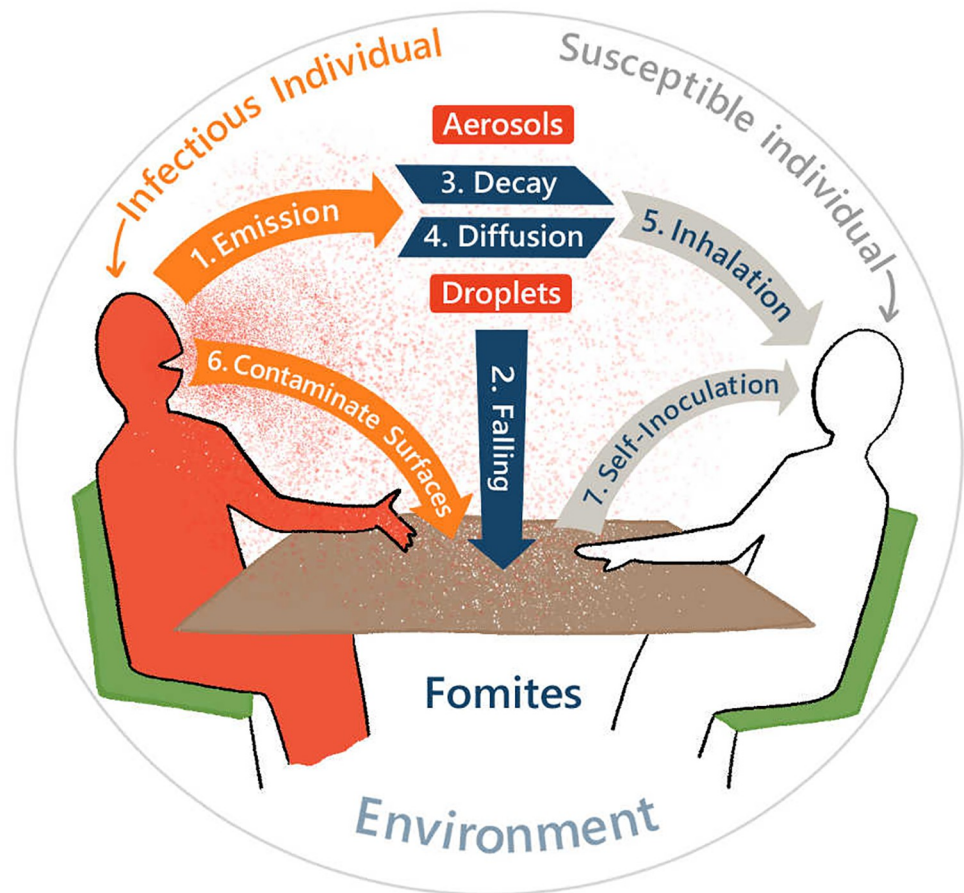 Infectious Individual
Susceptible individual
Aerosols
1. Emission
3. Decay
4. Diffusion
5. Inhalation
Droplets
6. Contaminate Surfaces
2. Falling
7. Self-Inoculation
Fomites
Environment